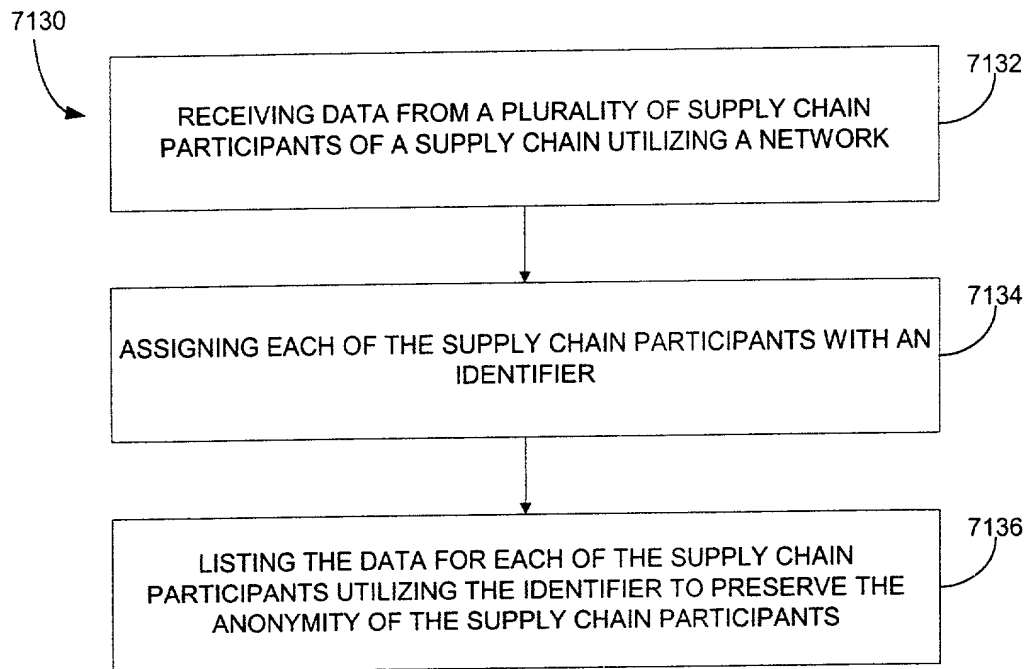 7130
7132
RECEIVING DATA FROM A PLURALITY OF SUPPLY CHAIN
PARTICIPANTS OF A SUPPLY CHAIN UTILIZING A NETWORK
7134
ASSIGNING EACH OF THE SUPPLY CHAIN PARTICIPANTS WITH AN
IDENTIFIER
7136
LISTING THE DATA FOR EACH OF THE SUPPLY CHAIN
PARTICIPANTS UTILIZING THE IDENTIFIER TO PRESERVE THE
ANONYMITY OF THE SUPPLY CHAIN PARTICIPANTS